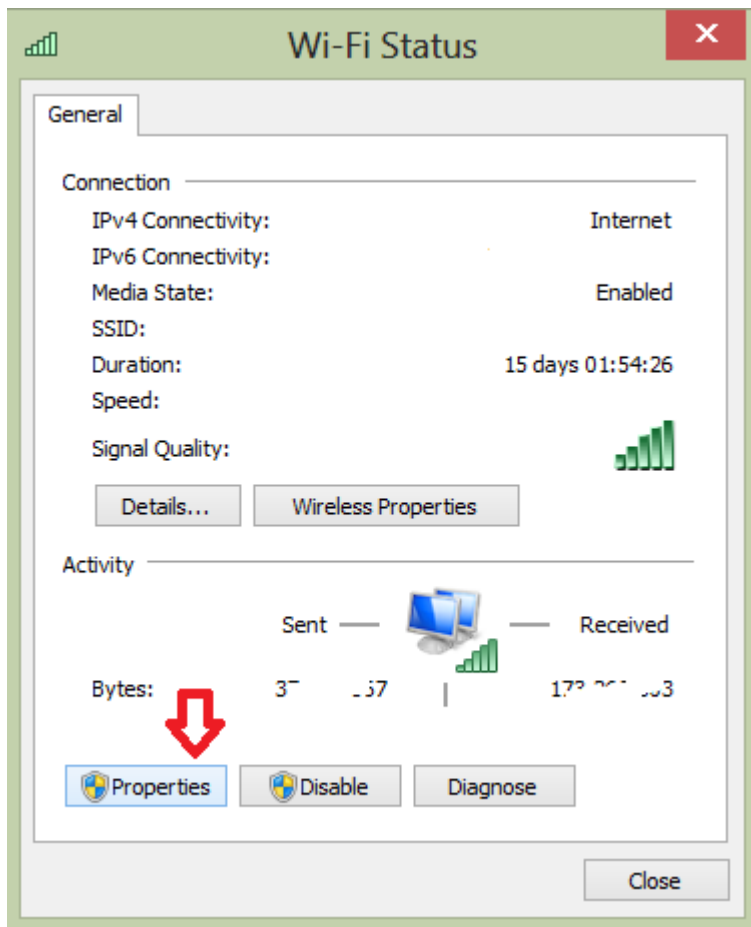 Wi-Fi Status
General
Connection
IPv4 Connectivity: Internet
IPv6 Connectivity:
Media State: Enabled
SSID:
Duration: 15 days 01:54:26
Speed:
Signal Quality:
Details... Wireless Properties
Activity
Sent Received
Bytes:
Properties Disable Diagnose
Close